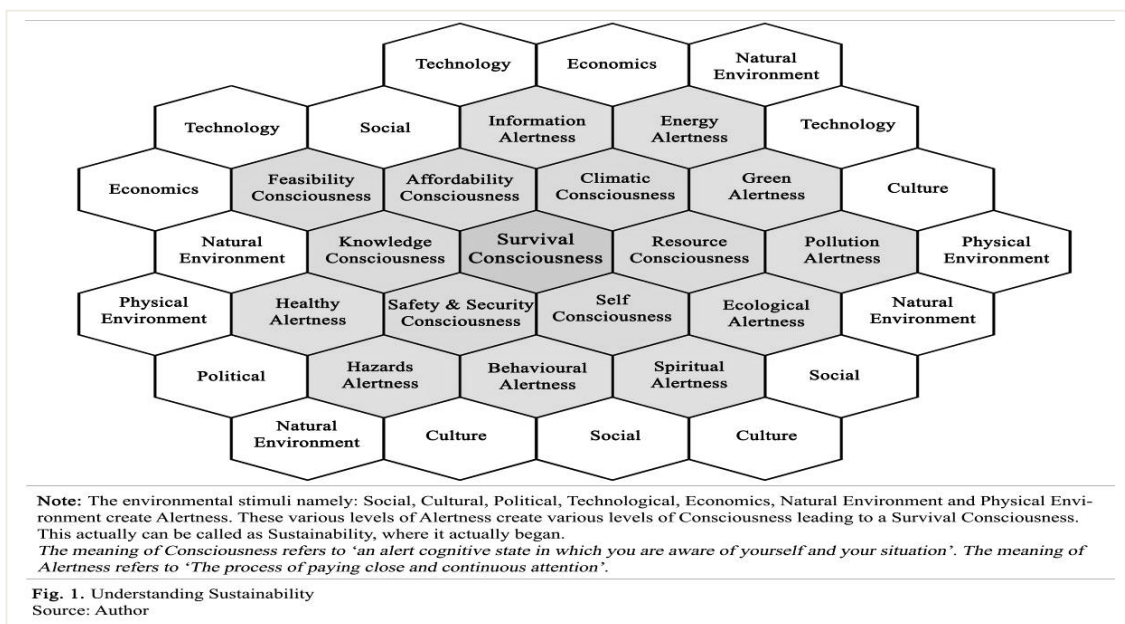 Technology
Economics
Natural
Environment
Technology
Social
Information
Alertness
Energy
Alertness
Technology
Economics
Feasibility
Consciousness
Affordability
Consciousness
Climatic
Consciousness
Green
Alertness
Culture
Natural
Environment
Knowledge
Consciousness
Survival
Consciousness
Resource
Consciousness
Pollution
Alertness
Physical
Environment
Physical
Environment
Healthy
Alertness
Safety & Security
Consciousness
Self
Consciousness
Ecological
Alertness
Natural
Environment
Political
Hazards
Alertness
Behavioural
Alertness
Spiritual
Alertness
Social
Natural
Environment
Culture
Social
Culture
Note: The environmental stimuli namely: Social, Cultural, Political, Technological, Economics, Natural Environment and Physical Envi-
ronment create Alertness. These various levels of Alertness create various levels of Consciousness leading to a Survival Consciousness.
This actually can be called as Sustainability, where it actually began.
The meaning of Consciousness refers to ‘an alert cognitive state in which you are aware of yourself and your situation’. The meaning of
Alertness refers to ‘The process of paying close and continuous attention’.
Fig. 1. Understanding Sustainability
Source: Author